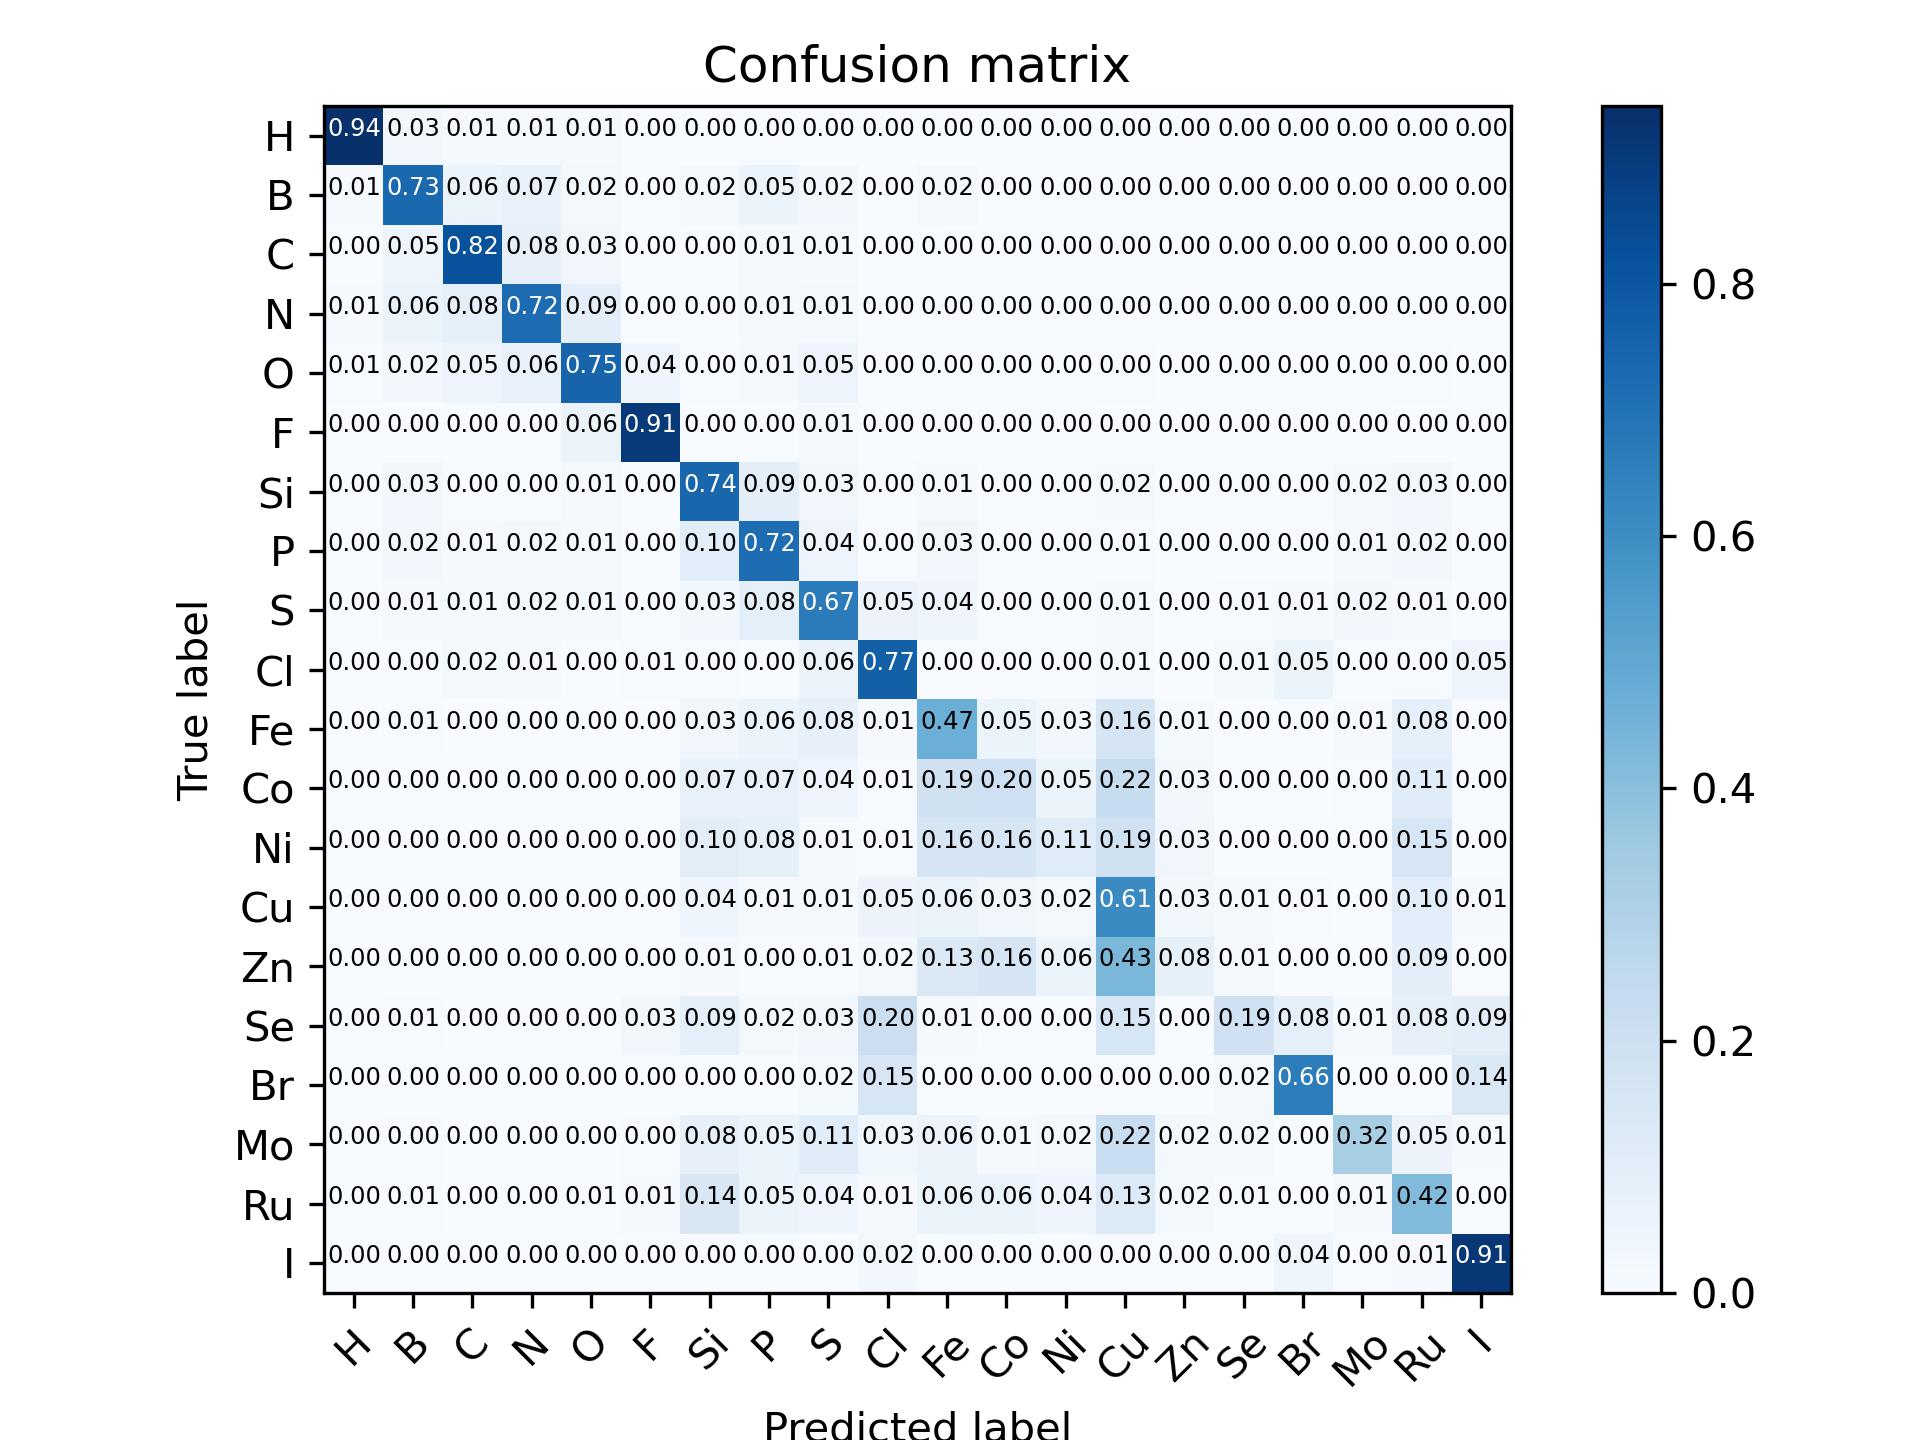 Confusion matrix
H 0.94 0.03 0.01 0.01 0.01 0.00 0.00 0.00 0.00 0.00 0.00 0.00 0.00 0.00 0.00 0.00 0.00 0.00 0.00 0.00
B 0.01 0.73 0.06 0.07 0.02 0.00 0.02 0.05 0.02 0.00 0.02 0.00 0.00 0.00 0.00 0.00 0.00 0.00 0.00 0.00
C 0.00 0.05 0.82 0.08 0.03 0.00 0.00 0.01 0.01 0.00 0.00 0.00 0.00 0.00 0.00 0.00 0.00 0.00 0.00 0.00
N 0.01 0.06 0.08 0.72 0.09 0.00 0.00 0.01 0.01 0.00 0.00 0.00 0.00 0.00 0.00 0.00 0.00 0.00 0.00 0.00
O 0.01 0.02 0.05 0.06 0.75 0.04 0.00 0.01 0.05 0.00 0.00 0.00 0.00 0.00 0.00 0.00 0.00 0.00 0.00 0.00
F 0.00 0.00 0.00 0.00 0.06 0.91 0.00 0.00 0.01 0.00 0.00 0.00 0.00 0.00 0.00 0.00 0.00 0.00 0.00 0.00
Si 0.00 0.03 0.00 0.00 0.01 0.00 0.74 0.09 0.03 0.00 0.01 0.00 0.00 0.02 0.00 0.00 0.00 0.02 0.03 0.00
P 0.00 0.02 0.01 0.02 0.01 0.00 0.10 0.72 0.04 0.00 0.03 0.00 0.00 0.01 0.00 0.00 0.00 0.01 0.02 0.00
S 0.00 0.01 0.01 0.02 0.01 0.00 0.03 0.08 0.67 0.05 0.04 0.00 0.00 0.01 0.00 0.01 0.01 0.02 0.01 0.00
Cl 0.00 0.00 0.02 0.01 0.00 0.01 0.00 0.00 0.06 0.77 0.00 0.00 0.00 0.01 0.00 0.01 0.05 0.00 0.00 0.05
Fe 0.00 0.01 0.00 0.00 0.00 0.00 0.03 0.06 0.08 0.01 0.47 0.05 0.03 0.16 0.01 0.00 0.00 0.01 0.08 0.00
Co 0.00 0.00 0.00 0.00 0.00 0.00 0.07 0.07 0.04 0.01 0.19 0.20 0.05 0.22 0.03 0.00 0.00 0.00 0.11 0.00
Ni 0.00 0.00 0.00 0.00 0.00 0.00 0.10 0.08 0.01 0.01 0.16 0.16 0.11 0.19 0.03 0.00 0.00 0.00 0.15 0.00
Cu 0.00 0.00 0.00 0.00 0.00 0.00 0.04 0.01 0.01 0.05 0.06 0.03 0.02 0.61 0.03 0.01 0.01 0.00 0.10 0.01
Zn 0.00 0.00 0.00 0.00 0.00 0.00 0.01 0.00 0.01 0.02 0.13 0.16 0.06 0.43 0.08 0.01 0.00 0.00 0.09 0.00
Se 0.00 0.01 0.00 0.00 0.00 0.03 0.09 0.02 0.03 0.20 0.01 0.00 0.00 0.15 0.00 0.19 0.08 0.01 0.08 0.09
Br 0.00 0.00 0.00 0.00 0.00 0.00 0.00 0.00 0.02 0.15 0.00 0.00 0.00 0.00 0.00 0.02 0.66 0.00 0.00 0.14
Mo 0.00 0.00 0.00 0.00 0.00 0.00 0.08 0.05 0.11 0.03 0.06 0.01 0.02 0.22 0.02 0.02 0.00 0.32 0.05 0.01
Ru 0.00 0.01 0.00 0.00 0.01 0.01 0.14 0.05 0.04 0.01 0.06 0.06 0.04 0.13 0.02 0.01 0.00 0.01 0.42 0.00
I 0.00 0.00 0.00 0.00 0.00 0.00 0.00 0.00 0.00 0.02 0.00 0.00 0.00 0.00 0.00 0.00 0.04 0.00 0.01 0.91
H B C N O F Si P S Cl Fe Co Ni Cu Zn Se Br Mo Ru I
Predicted label
True label
0.8
0.6
0.4
0.2
0.0